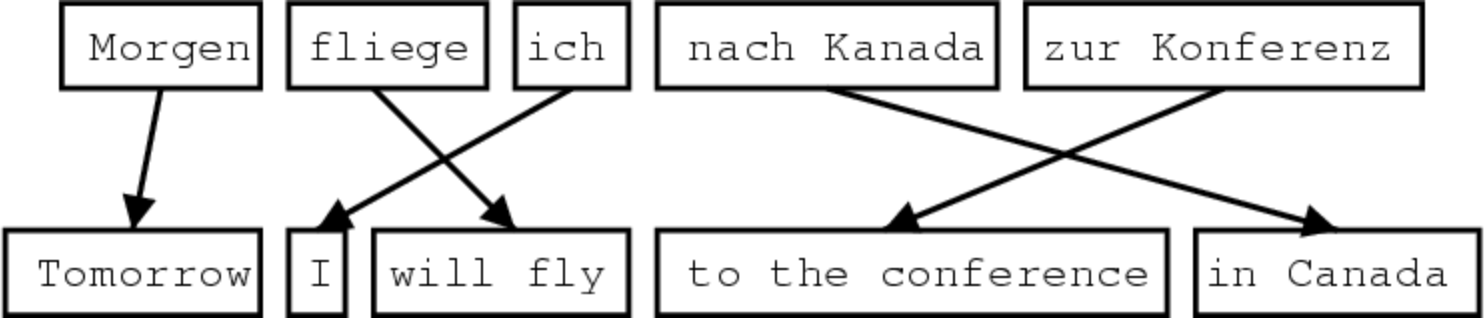 Morgen fliege ich nach Kanada zur Konferenz
Tomorrow I will fly to the conference in Canada